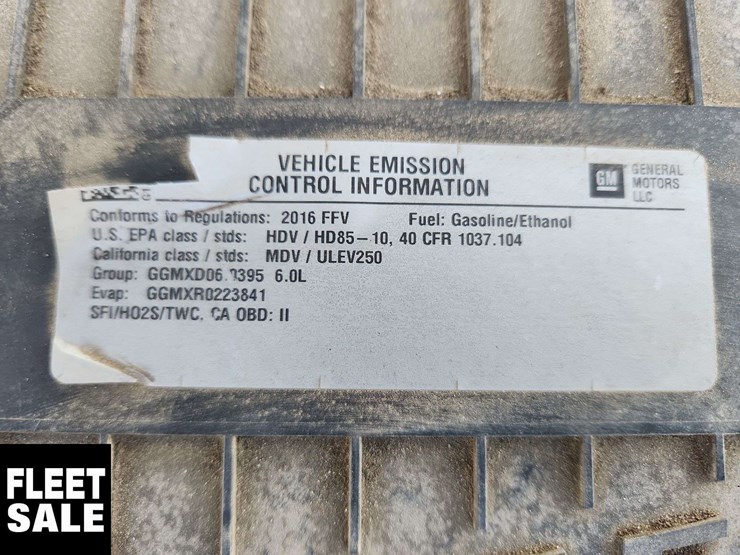 VEHICLE EMISSION
CONTROL INFORMATION
GM
GENERAL
MOTORS
LLC
Conforms to Regulations: 2016 FFV Fuel: Gasoline/Ethanol
U.S. EPA class / stds: HDV / HD85-10, 40 CFR 1037.104
California class / stds: MDV / ULEV250
Group: 6.0L
Evap: GGMXR0223841
SFI/HO2S/TWC, CA OBD: II
FLEET
SALE